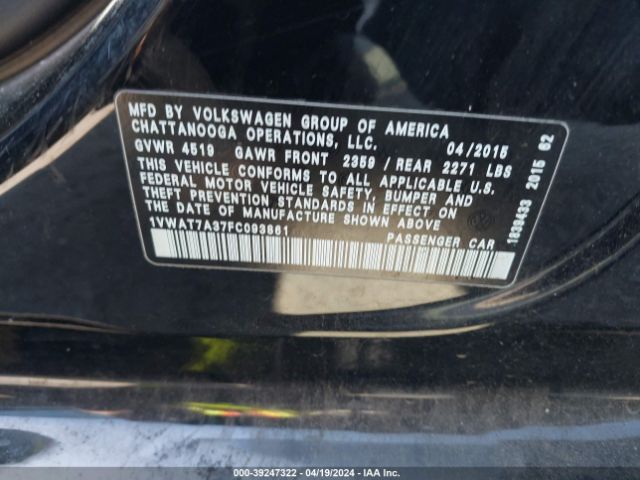 MFD BY VOLKSWAGEN GROUP OF AMERICA
CHATTANOOGA OPERATIONS, LLC. 04/2015
GVWR 4519 GAWR FRONT 2359 / REAR 2271 LBS
THIS VEHICLE CONFORMS TO ALL APPLICABLE U.S.
FEDERAL MOTOR VEHICLE SAFETY, BUMPER AND
THEFT PREVENTION STANDARDS IN EFFECT ON
THE DATE OF MANUFACTURE SHOWN ABOVE
1VWAT7A37FC093861 PASSENGER CAR
1839433 2015 62
000-39247322 - 04/19/2024 - IAA Inc.